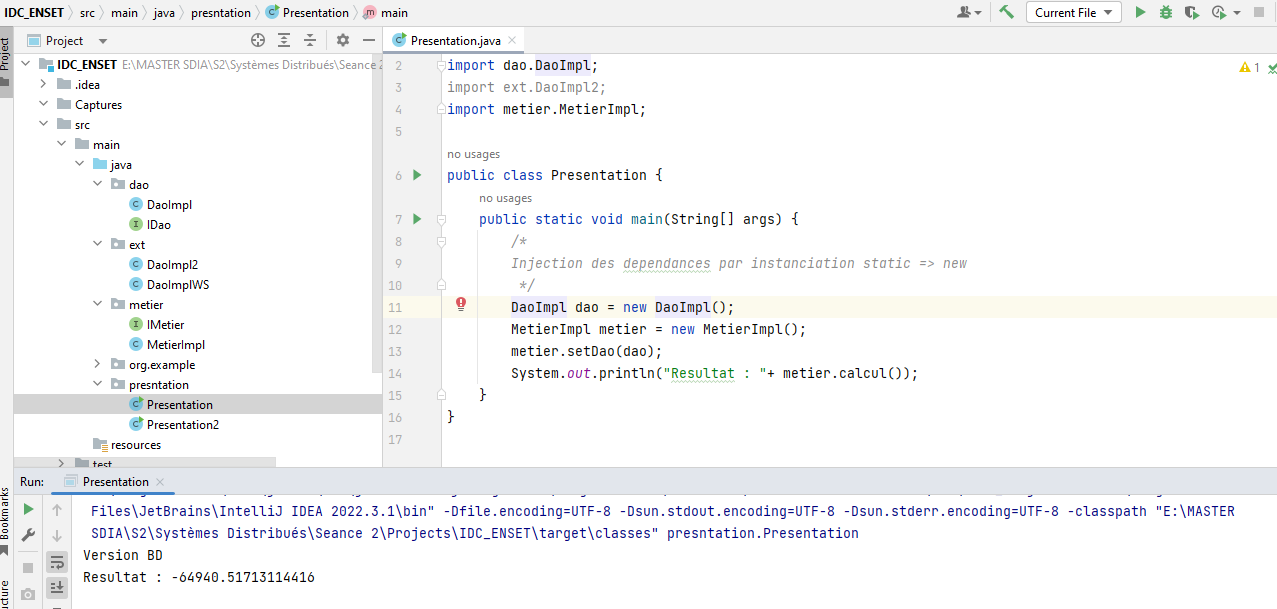 IDC_ENSET src main java presntation Presentation main Current File
Project Project Presentation.java
IDC_ENSET E:\MASTER SDIA\S2\Systèmes Distribués\Seance 2
.idea
Captures
src
main
java
dao
DaoImpl
IDao
ext
DaoImpl2
DaoImplWS
metier
IMetier
MetierImpl
org.example
presntation
Presentation
Presentation2
resources
test
2 import dao.DaoImpl;
1
3 import ext.DaoImpl2;
4 import metier.MetierImpl;
5
no usages
6 public class Presentation {
no usages
7 public static void main(String[] args) {
8 /*
9 Injection des dependances par instanciation static => new
10 */
11 DaoImpl dao = new DaoImpl();
12 MetierImpl metier = new MetierImpl();
13 metier.setDao(dao);
14 System.out.println("Resultat : "+ metier.calcul());
15 }
16 }
17
Run: Presentation
Bookmarks
Files\JetBrains\IntelliJ IDEA 2022.3.1\bin" -Dfile.encoding=UTF-8 -Dsun.stdout.encoding=UTF-8 -Dsun.stderr.encoding=UTF-8 -classpath "E:\MASTER
SDIA\S2\Systèmes Distribués\Seance 2\Projects\IDC_ENSET\target\classes" presntation.Presentation
Version BD
Resultat : -64940.51713114416